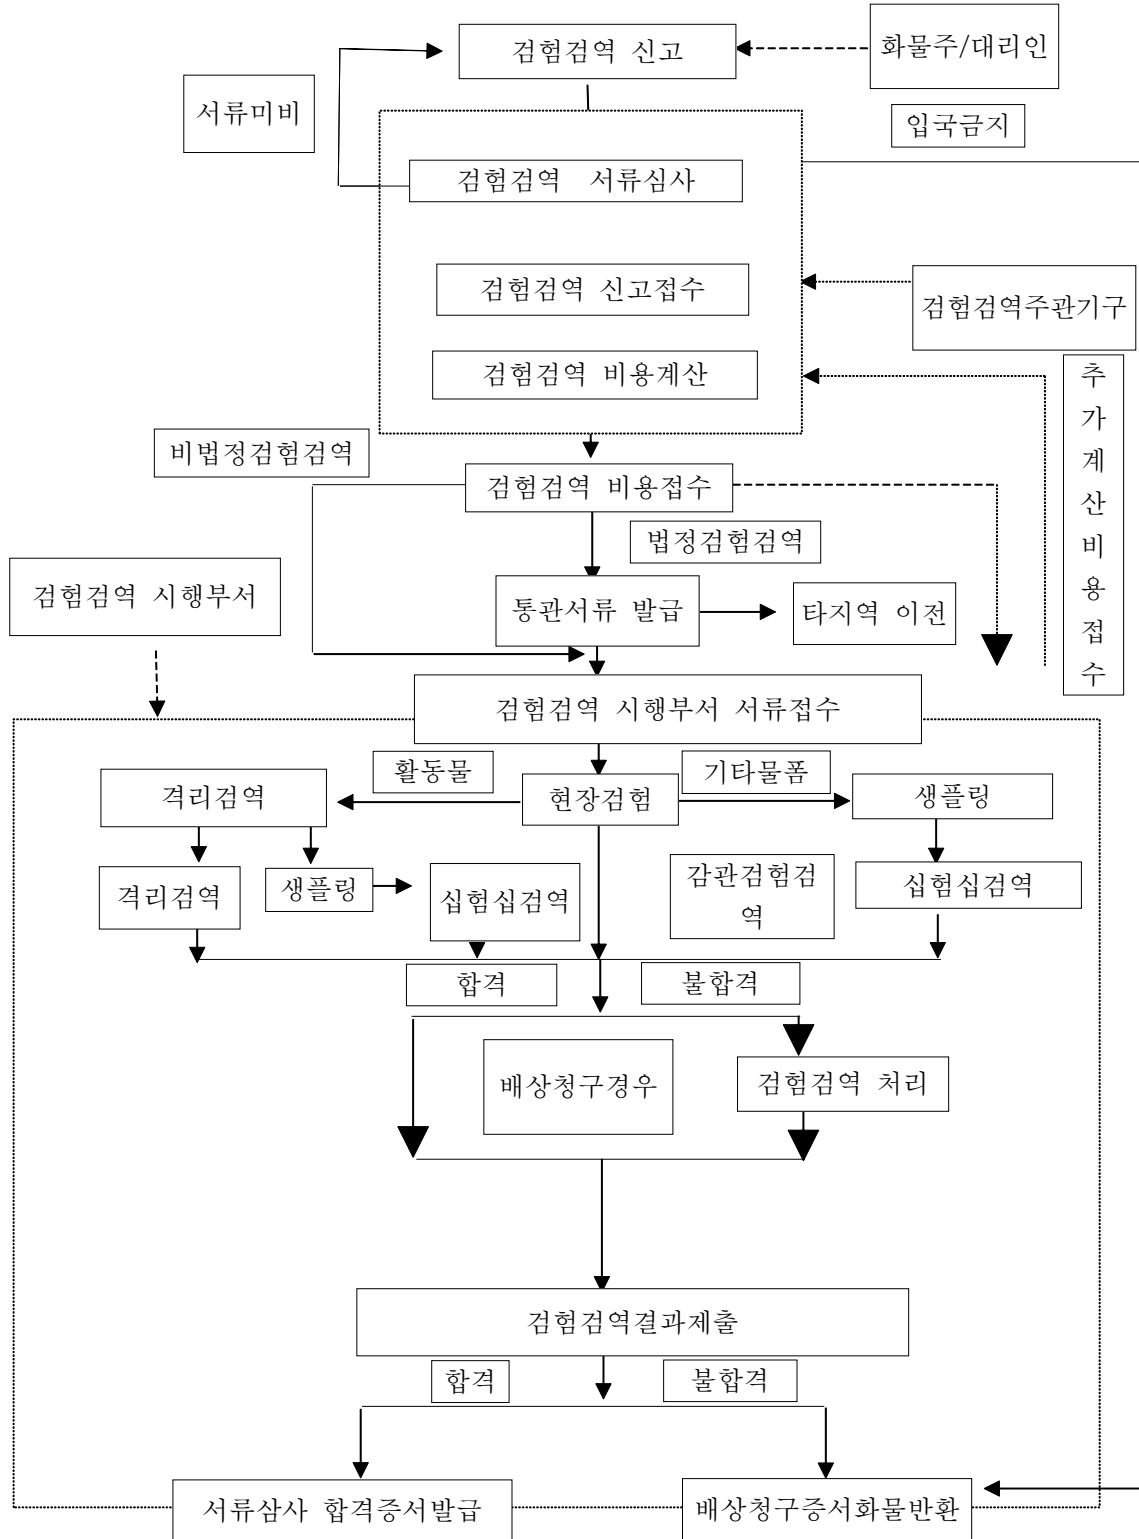 검험검역 신고
화물주/대리인
서류미비
입국금지
검험검역 서류심사
검험검역 신고접수
검험검역주관기구
검험검역 비용계산
추
가
계
산
비
용
접
수
비법정검험검역
검험검역 비용접수
법정검험검역
검험검역 시행부서
통관서류 발급
타지역 이전
검험검역 시행부서 서류접수
활동물
기타물폼
격리검역
현장검험
생플링
격리검역
생플링
십험십검역
감관검험검
역
십험십검역
합격
불합격
배상청구경우
검험검역 처리
검험검역결과제출
합격
불합격
서류삼사 합격증서발급
배상청구증서화물반환